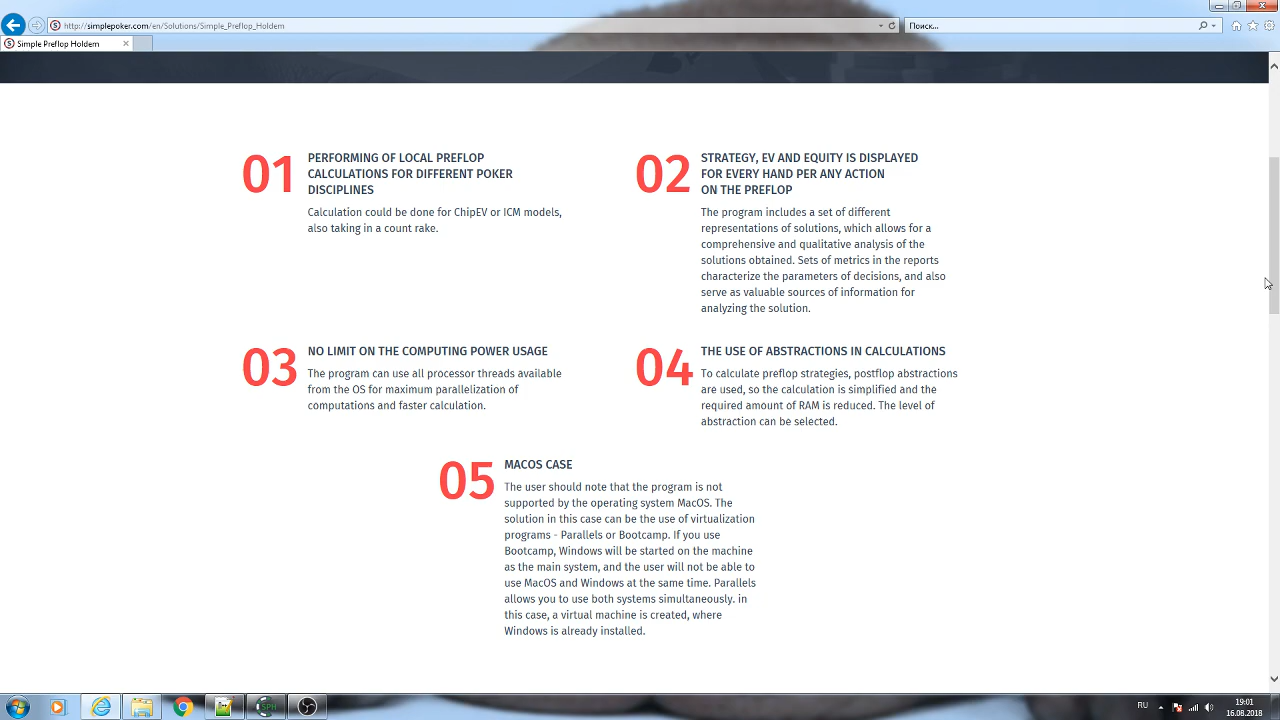 http://simplepoker.com/en/Solutions/Simple_Preflop_Holdem
Поиск...
Simple Preflop Holdem
01
PERFORMING OF LOCAL PREFLOP
CALCULATIONS FOR DIFFERENT POKER
DISCIPLINES
Calculation could be done for ChipEV or ICM models,
also taking in a count rake.
02
STRATEGY, EV AND EQUITY IS DISPLAYED
FOR EVERY HAND PER ANY ACTION
ON THE PREFLOP
The program includes a set of different
representations of solutions, which allows for a
comprehensive and qualitative analysis of the
solutions obtained. Sets of metrics in the reports
characterize the parameters of decisions, and also
serve as valuable sources of information for
analyzing the solution.
03
NO LIMIT ON THE COMPUTING POWER USAGE
The program can use all processor threads available
from the OS for maximum parallelization of
computations and faster calculation.
04
THE USE OF ABSTRACTIONS IN CALCULATIONS
To calculate preflop strategies, postflop abstractions
are used, so the calculation is simplified and the
required amount of RAM is reduced. The level of
abstraction can be selected.
05
MACOS CASE
The user should note that the program is not
supported by the operating system MacOS. The
solution in this case can be the use of virtualization
programs - Parallels or Bootcamp. If you use
Bootcamp, Windows will be started on the machine
as the main system, and the user will not be able to
use MacOS and Windows at the same time. Parallels
allows you to use both systems simultaneously. in
this case, a virtual machine is created, where
Windows is already installed.
SPH
RU
19:01
16.08.2018